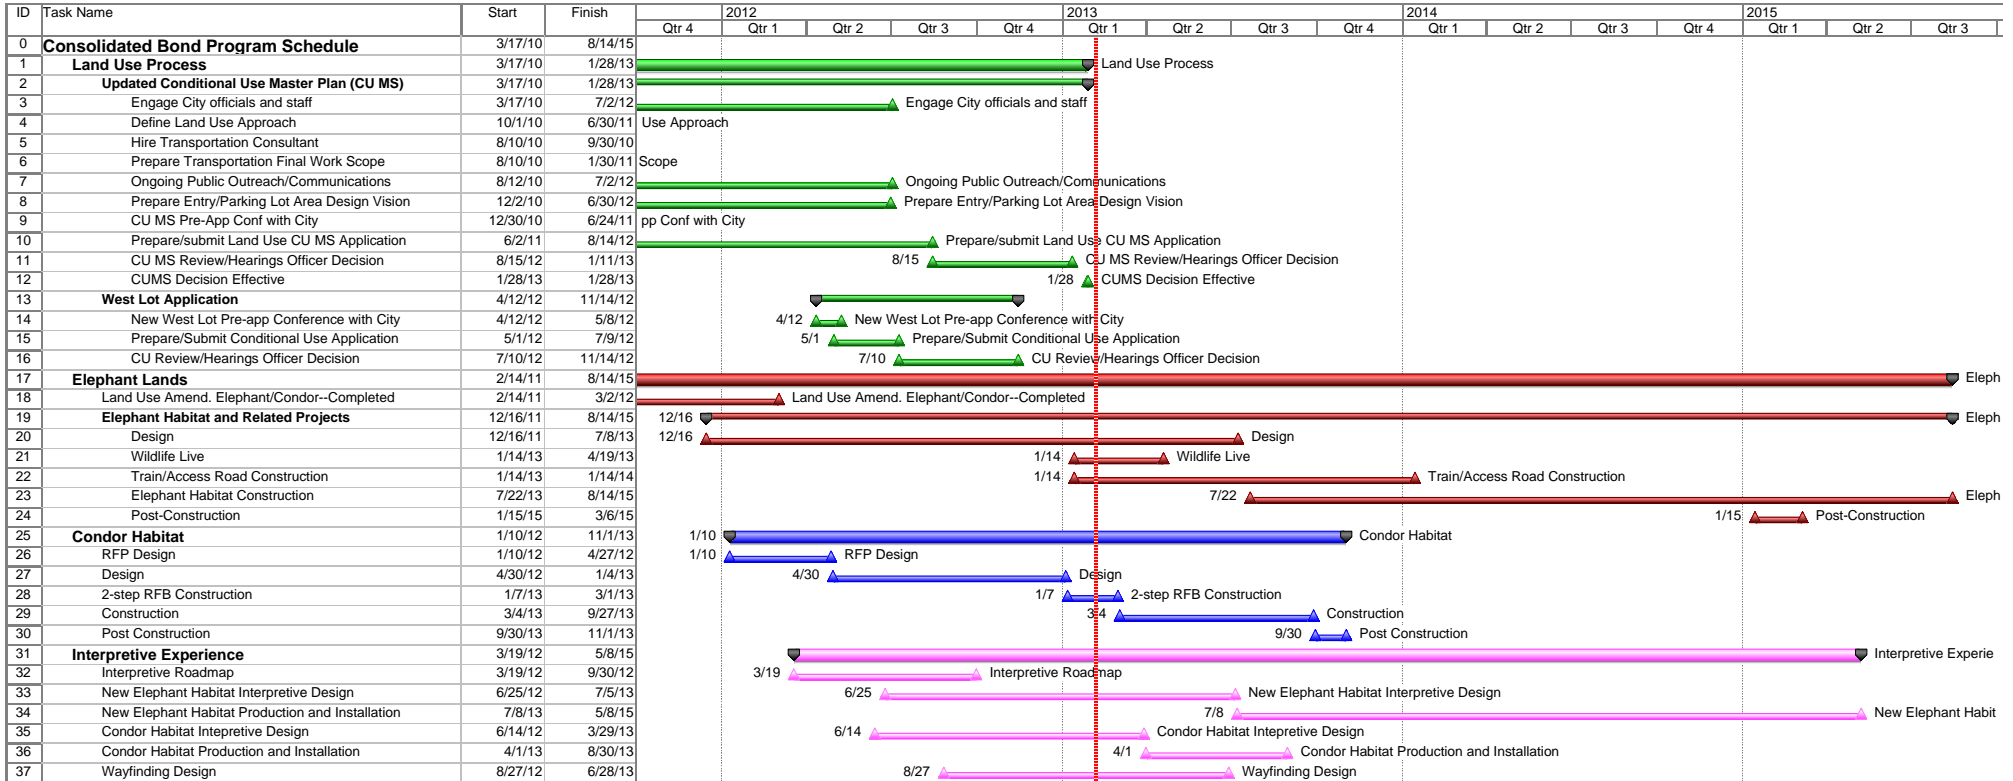 ID Task Name Start Finish 2012 2013 2014 2015
Qtr 4 Qtr 1 Qtr 2 Qtr 3 Qtr 4 Qtr 1 Qtr 2 Qtr 3 Qtr 4 Qtr 1 Qtr 2 Qtr 3 Qtr 4 Qtr 1 Qtr 2 Qtr 3
0 Consolidated Bond Program Schedule 3/17/10 8/14/15
1 Land Use Process 3/17/10 1/28/13 Land Use Process
2 Updated Conditional Use Master Plan (CU MS) 3/17/10 1/28/13
3 Engage City officials and staff 3/17/10 7/2/12 Engage City officials and staff
4 Define Land Use Approach 10/1/10 6/30/11 Use Approach
5 Hire Transportation Consultant 8/10/10 9/30/10
6 Prepare Transportation Final Work Scope 8/10/10 1/30/11 Scope
7 Ongoing Public Outreach/Communications 8/12/10 7/2/12 Ongoing Public Outreach/Communications
8 Prepare Entry/Parking Lot Area Design Vision 12/2/10 6/30/12 Prepare Entry/Parking Lot Area Design Vision
9 CU MS Pre-App Conf with City 12/30/10 6/24/11 pp Conf with City
10 Prepare/submit Land Use CU MS Application 6/2/11 8/14/12 Prepare/submit Land Use CU MS Application
11 CU MS Review/Hearings Officer Decision 8/15/12 1/11/13 8/15 CU MS Review/Hearings Officer Decision
12 CUMS Decision Effective 1/28/13 1/28/13 1/28 CUMS Decision Effective
13 West Lot Application 4/12/12 11/14/12
14 New West Lot Pre-app Conference with City 4/12/12 5/8/12 4/12 New West Lot Pre-app Conference with City
15 Prepare/Submit Conditional Use Application 5/1/12 7/9/12 5/1 Prepare/Submit Conditional Use Application
16 CU Review/Hearings Officer Decision 7/10/12 11/14/12 7/10 CU Review/Hearings Officer Decision
17 Elephant Lands 2/14/11 8/14/15 Eleph
18 Land Use Amend. Elephant/Condor--Completed 2/14/11 3/2/12 Land Use Amend. Elephant/Condor--Completed
19 Elephant Habitat and Related Projects 12/16/11 8/14/15 12/16 Eleph
20 Design 12/16/11 7/8/13 12/16 Design
21 Wildlife Live 1/14/13 4/19/13 1/14 Wildlife Live
22 Train/Access Road Construction 1/14/13 1/14/14 1/14 Train/Access Road Construction
23 Elephant Habitat Construction 7/22/13 8/14/15 7/22 Eleph
24 Post-Construction 1/15/15 3/6/15 1/15 Post-Construction
25 Condor Habitat 1/10/12 11/1/13 1/10 Condor Habitat
26 RFP Design 1/10/12 4/27/12 1/10 RFP Design
27 Design 4/30/12 1/4/13 4/30 Design
28 2-step RFB Construction 1/7/13 3/1/13 1/7 2-step RFB Construction
29 Construction 3/4/13 9/27/13 3/4 Construction
30 Post Construction 9/30/13 11/1/13 9/30 Post Construction
31 Interpretive Experience 3/19/12 5/8/15 Interpretive Experie
32 Interpretive Roadmap 3/19/12 9/30/12 3/19 Interpretive Roadmap
33 New Elephant Habitat Interpretive Design 6/25/12 7/5/13 6/25 New Elephant Habitat Interpretive Design
34 New Elephant Habitat Production and Installation 7/8/13 5/8/15 7/8 New Elephant Habit
35 Condor Habitat Intepretive Design 6/14/12 3/29/13 6/14 Condor Habitat Intepretive Design
36 Condor Habitat Production and Installation 4/1/13 8/30/13 4/1 Condor Habitat Production and Installation
37 Wayfinding Design 8/27/12 6/28/13 8/27 Wayfinding Design